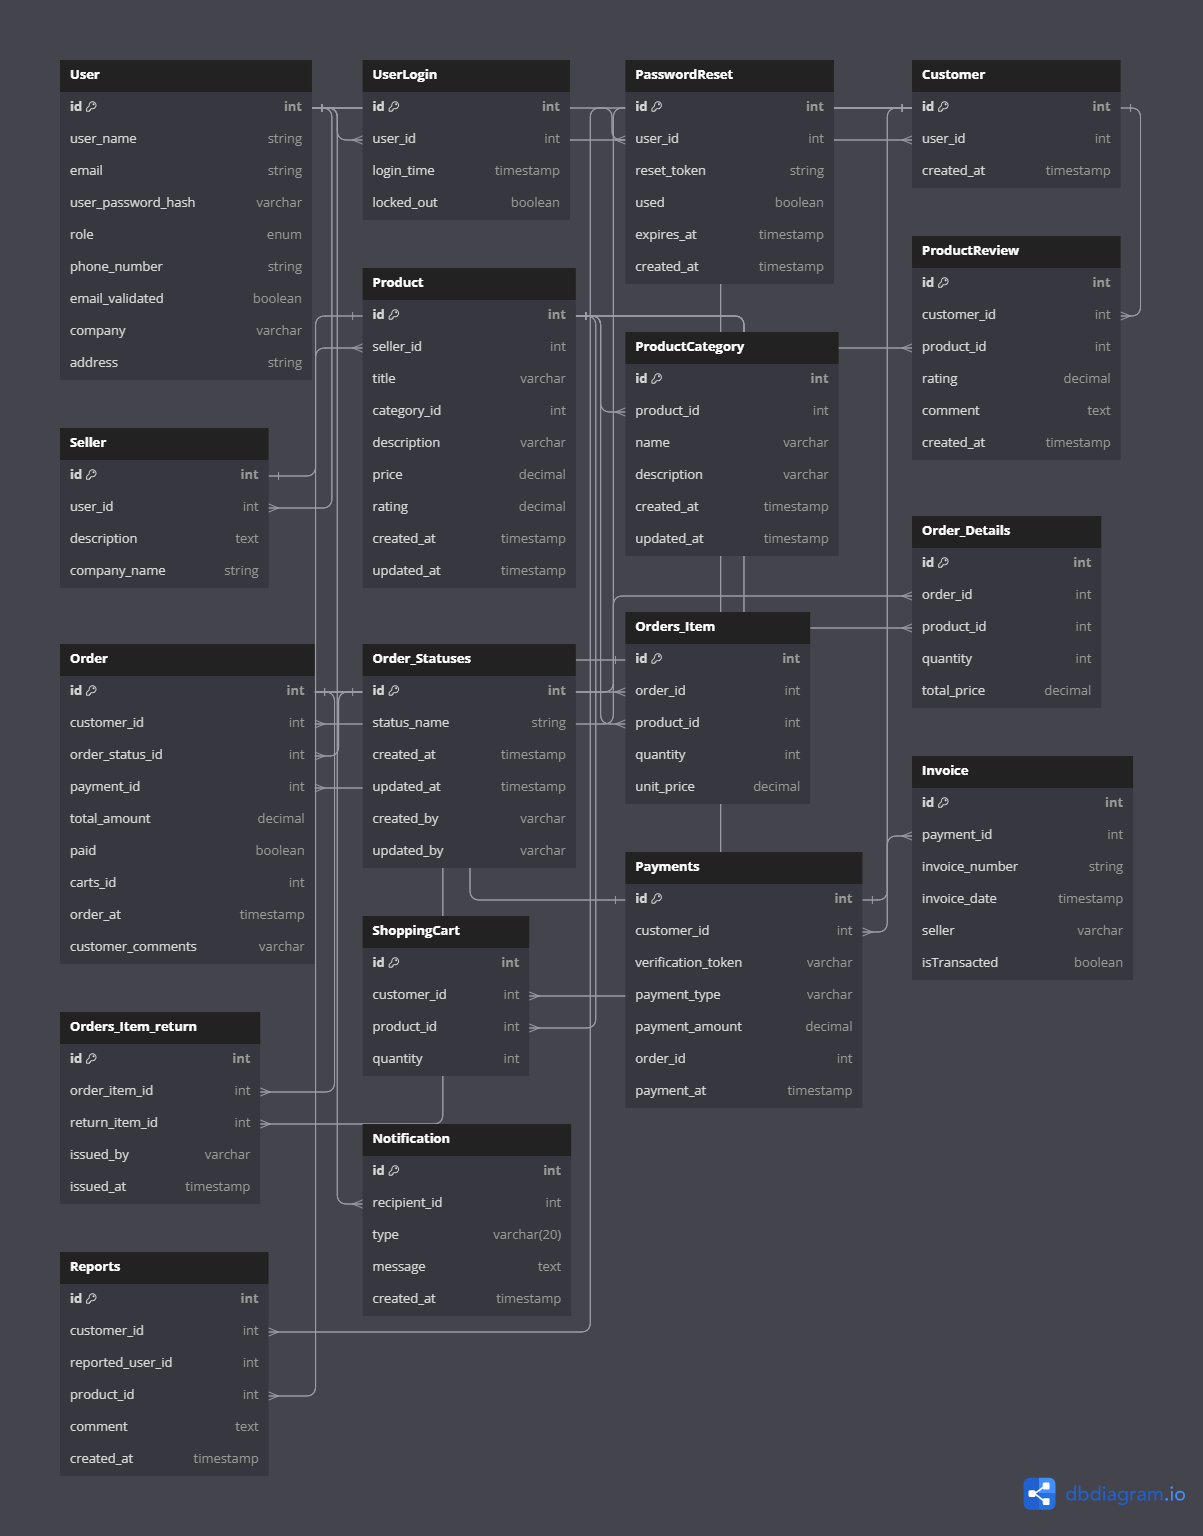 User
id int
user_name string
email string
user_password_hash varchar
role enum
phone_number string
email_validated boolean
company varchar
address string
UserLogin
id int
user_id int
login_time timestamp
locked_out boolean
PasswordReset
id int
user_id int
reset_token string
used boolean
expires_at timestamp
created_at timestamp
Customer
id int
user_id int
created_at timestamp
Product
id int
seller_id int
title varchar
category_id int
description varchar
price decimal
rating decimal
created_at timestamp
updated_at timestamp
ProductCategory
id int
product_id int
name varchar
description varchar
created_at timestamp
updated_at timestamp
ProductReview
id int
customer_id int
product_id int
rating decimal
comment text
created_at timestamp
Seller
id int
user_id int
description text
company_name string
Order_Details
id int
order_id int
product_id int
quantity int
total_price decimal
Order
id int
customer_id int
order_status_id int
payment_id int
total_amount decimal
paid boolean
carts_id int
order_at timestamp
customer_comments varchar
Order_Statuses
id int
status_name string
created_at timestamp
updated_at timestamp
created_by varchar
updated_by varchar
Orders_Item
id int
order_id int
product_id int
quantity int
unit_price decimal
Invoice
id int
payment_id int
invoice_number string
invoice_date timestamp
seller varchar
isTransacted boolean
Payments
id int
customer_id int
verification_token varchar
payment_type varchar
payment_amount decimal
order_id int
payment_at timestamp
ShoppingCart
id int
customer_id int
product_id int
quantity int
Orders_Item_return
id int
order_item_id int
return_item_id int
issued_by varchar
issued_at timestamp
Notification
id int
recipient_id int
type varchar(20)
message text
created_at timestamp
Reports
id int
customer_id int
reported_user_id int
product_id int
comment text
created_at timestamp
dbdiagram.io